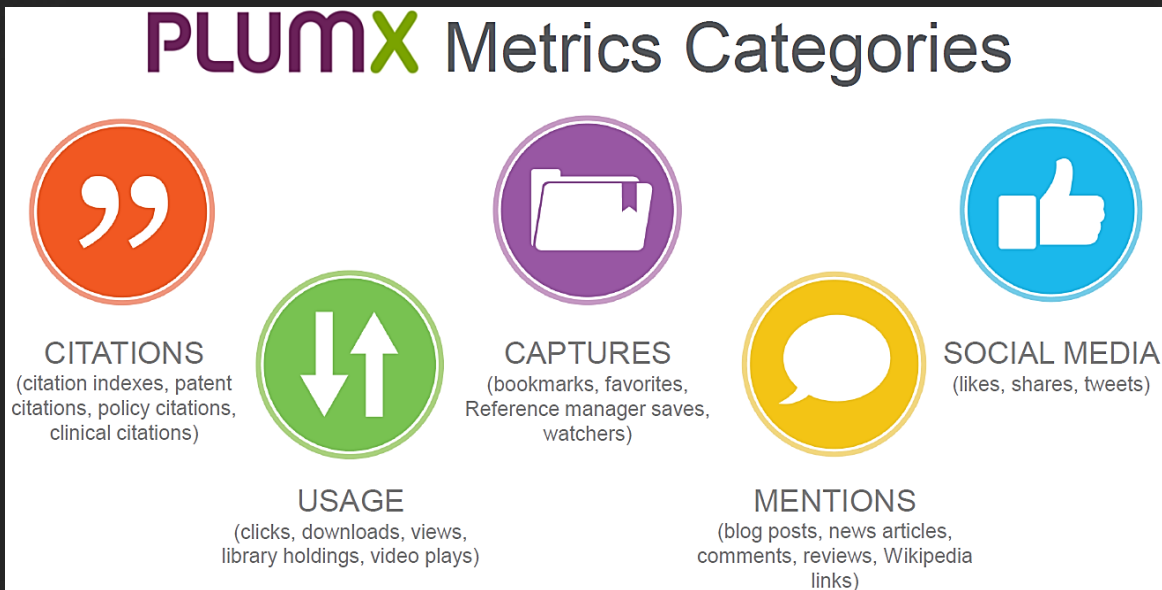 PLUMX Metrics Categories
CITATIONS
(citation indexes, patent
citations, policy citations,
clinical citations)
USAGE
(clicks, downloads, views,
library holdings, video plays)
CAPTURES
(bookmarks, favorites,
Reference manager saves,
watchers)
MENTIONS
(blog posts, news articles,
comments, reviews, Wikipedia
links)
SOCIAL MEDIA
(likes, shares, tweets)